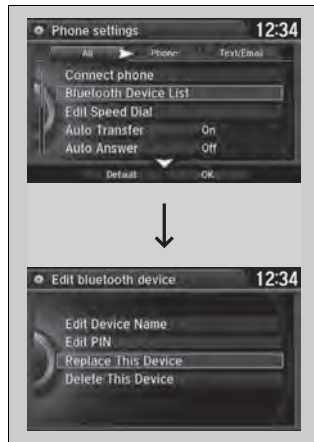 Phone settings 12:34
All Phone Text/Email
Connect phone
Bluetooth Device List
Edit Speed Dial
Auto Transfer On
Auto Answer Off
Default OK
Edit bluetooth device 12:34
Edit Device Name
Edit PIN
Replace This Device
Delete This Device